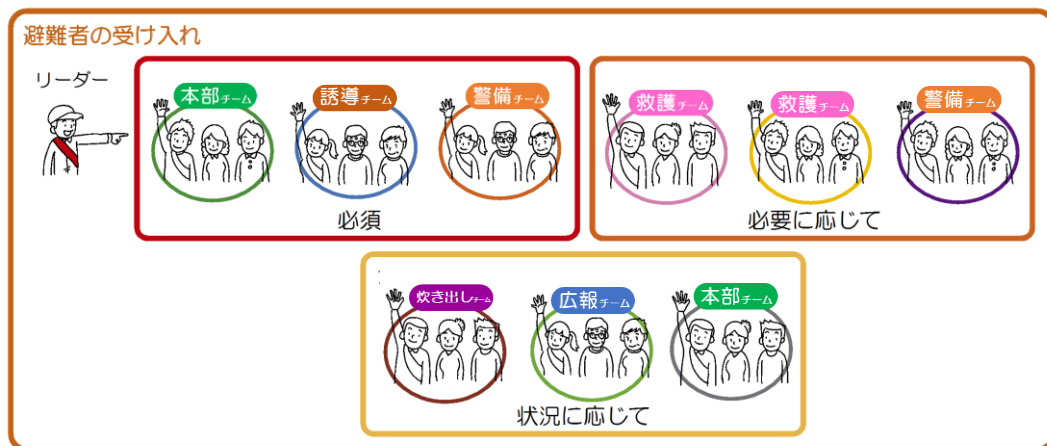 避難者の受け入れ
リーダー
本部チーム
誘導チーム
警備チーム
必須
救護チーム
救護チーム
警備チーム
必要に応じて
炊き出しチーム
広報チーム
本部チーム
状況に応じて